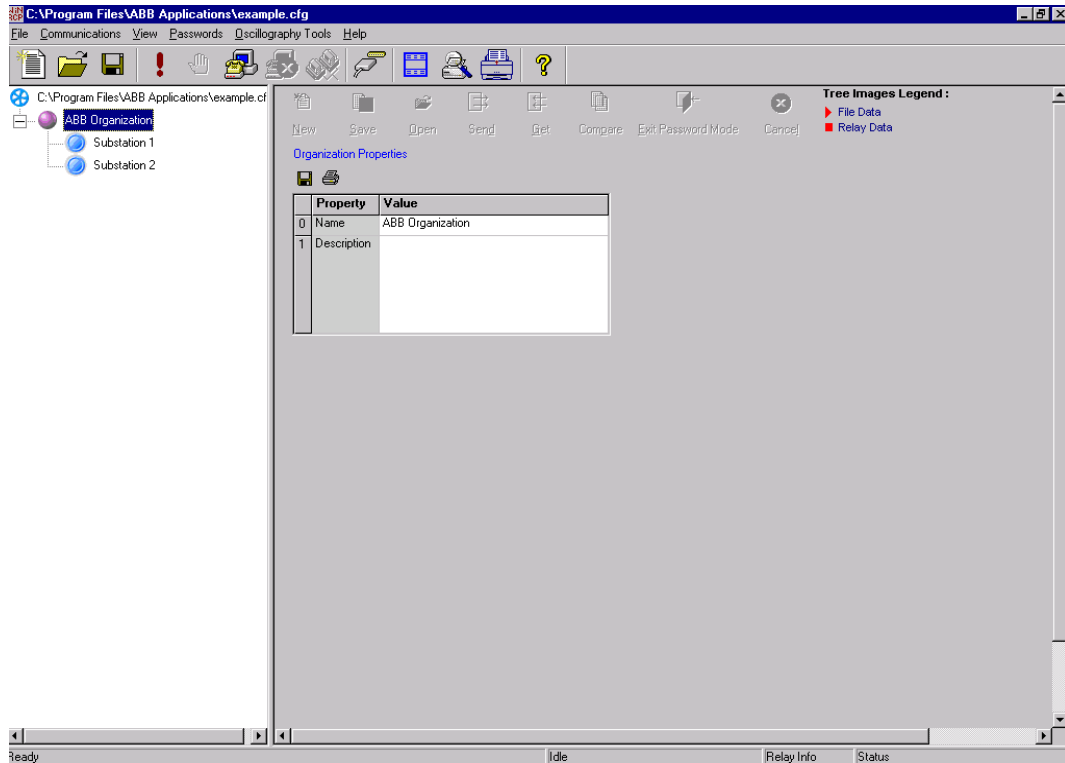 WIN
RCP
C:\Program Files\ABB Applications\example.cfg
File Communications View Passwords Oscillography Tools Help
C:\Program Files\ABB Applications\example.cf
ABB Organization
Substation 1
Substation 2
New Save Open Send Get Compare Exit Password Mode Cancel
Tree Images Legend :
File Data
Relay Data
Organization Properties
Property Value
0 Name ABB Organization
1 Description
Ready Idle Relay Info Status